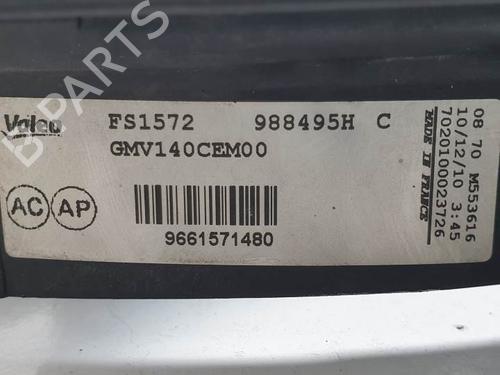 Valeo
FS1572 988495H C
GMV140CEM00
AC AP
9661571480
MADE IN FRANCE
08 70 M553616
10/12/10 3:45
7020100023726
B-PARTS